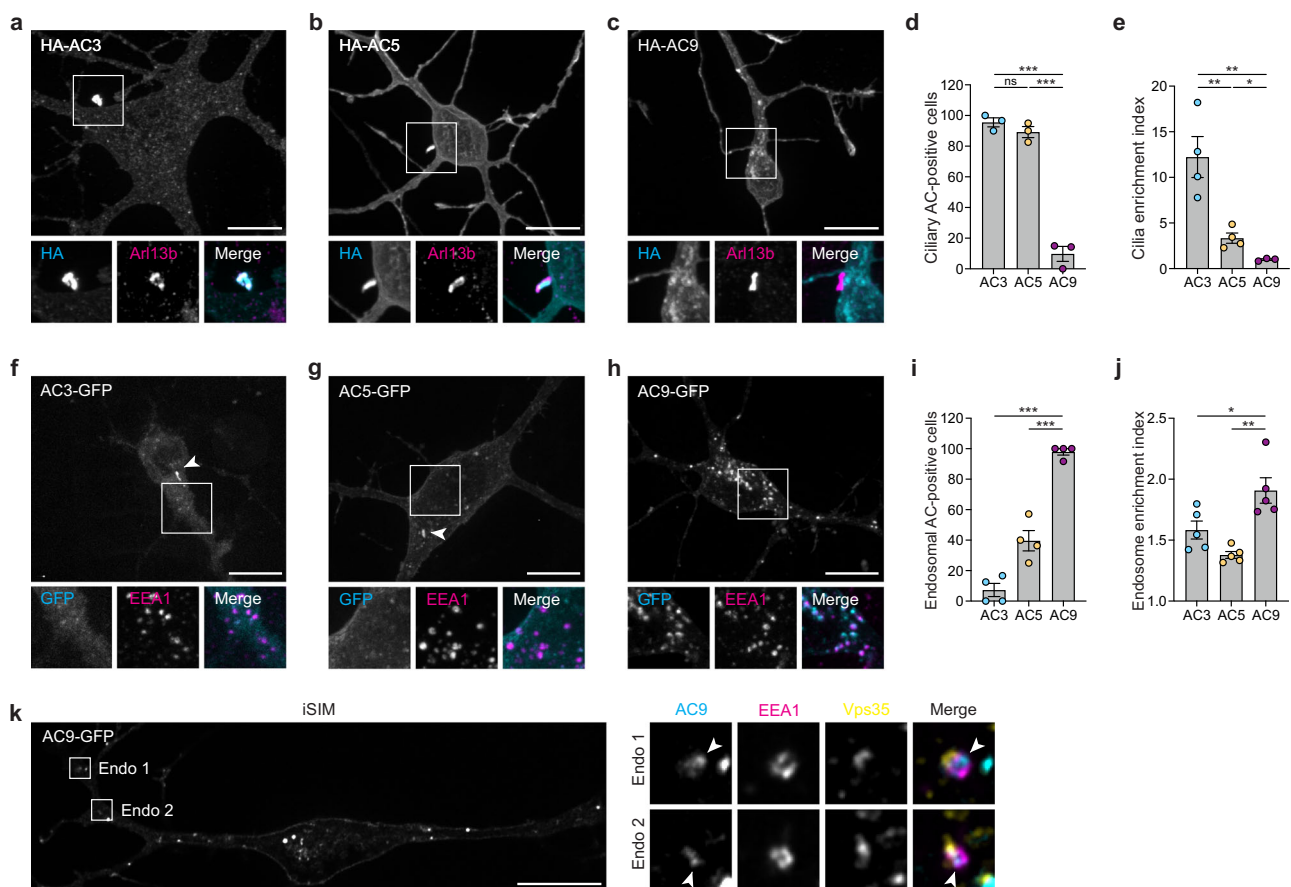 a
HA-AC3
HA
Arl13b
Merge
b
HA-AC5
HA
Arl13b
Merge
c
HA-AC9
HA
Arl13b
Merge
d
***
ns
***
Ciliary AC-positive cells
120
100
80
60
40
20
0
AC3 AC5 AC9
e
**
** *
Cilia enrichment index
20
15
10
5
0
AC3 AC5 AC9
f
AC3-GFP
GFP
EEA1
Merge
g
AC5-GFP
GFP
EEA1
Merge
h
AC9-GFP
GFP
EEA1
Merge
i
***
***
Endosomal AC-positive cells
120
100
80
60
40
20
0
AC3 AC5 AC9
j
*
**
Endosome enrichment index
2.5
2.0
1.5
1.0
AC3 AC5 AC9
k
iSIM
AC9-GFP
Endo 1
Endo 2
AC9
EEA1
Vps35
Merge
Endo 1
Endo 2